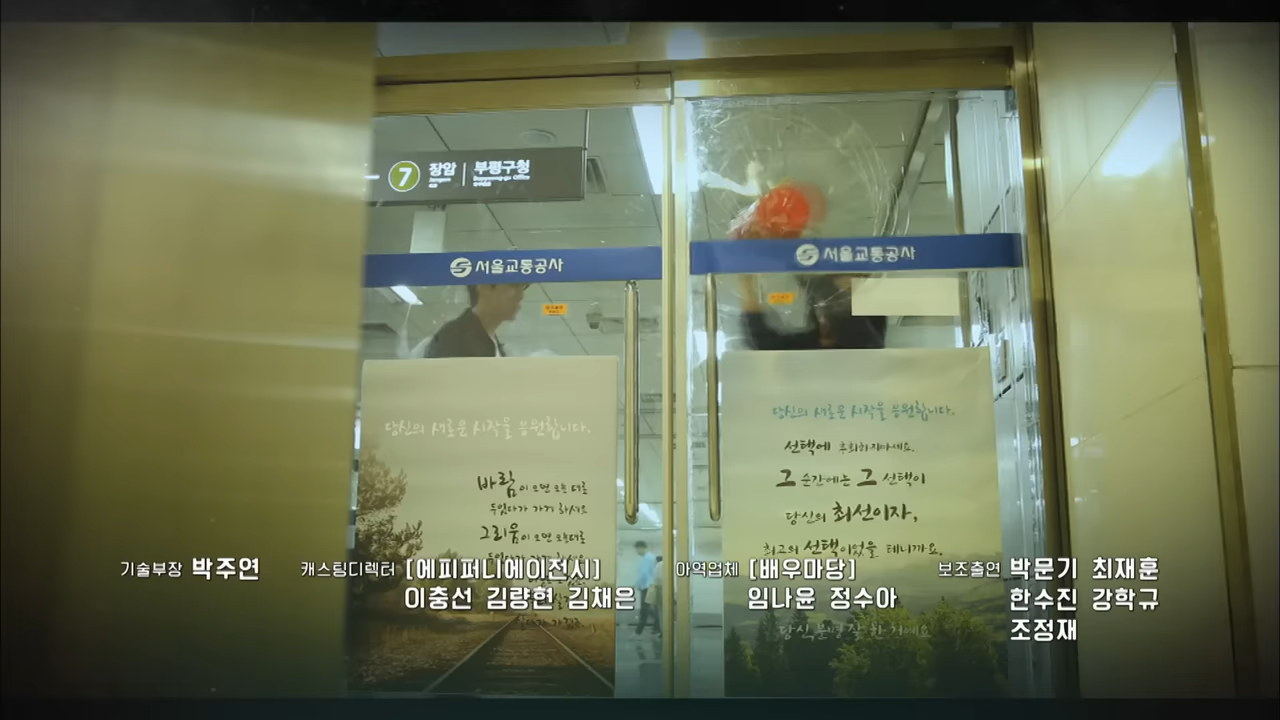 7 장암 | 부평구청
서울교통공사
서울교통공사
당신의 새로운 시작을 응원합니다.
바람이 오면 오는대로
두었다가 가게 하세요
그리움이 오면 오는대로
당신의 새로운 시작을 응원합니다.
선택에 후회하지마세요.
그 순간에는 그 선택이
당신의 최선이자,
최고의 선택이었을 테니까요.
기술부장 박주연
캐스팅디렉터 [에피퍼니에이전시]
이충선 김량현 김채은
아역업체 [배우마당]
임나윤 정수아
보조출연 박문기 최재훈
한수진 강학규
조정재